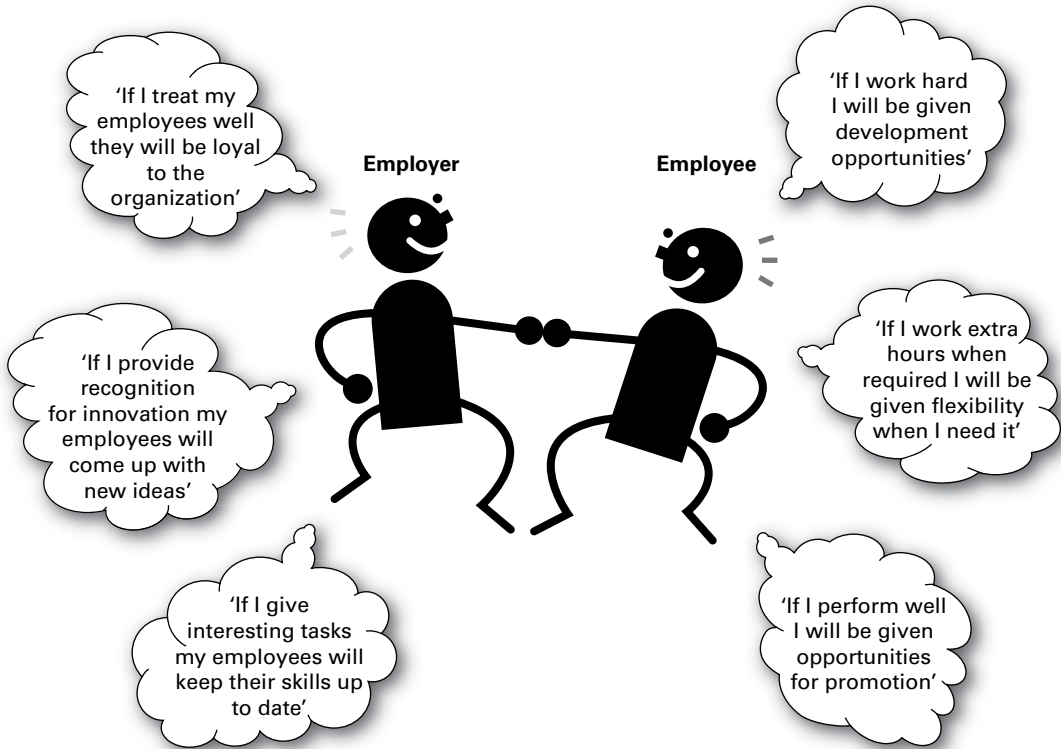 'If I treat my
employees well
they will be loyal
to the
organization'
Employer
Employee
'If I work hard
I will be given
development
opportunities'
'If I provide
recognition
for innovation my
employees will
come up with
new ideas'
'If I work extra
hours when
required I will be
given flexibility
when I need it'
'If I give
interesting tasks
my employees will
keep their skills up
to date'
'If I perform well
I will be given
opportunities
for promotion'